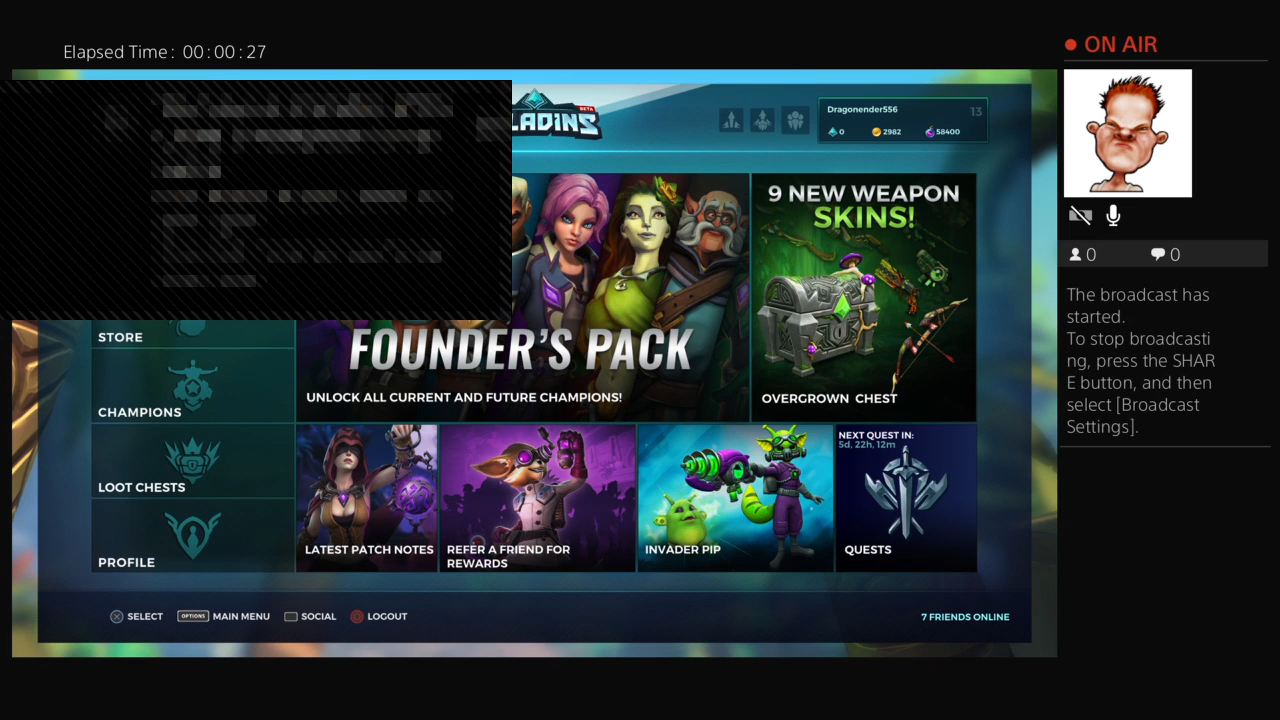 Elapsed Time: 00:00:27
ON AIR
BETA
Dragonender556
13
0
2982
58400
9 NEW WEAPON
SKINS!
STORE
FOUNDER'S PACK
UNLOCK ALL CURRENT AND FUTURE CHAMPIONS!
OVERGROWN CHEST
CHAMPIONS
LOOT CHESTS
PROFILE
LATEST PATCH NOTES
REFER A FRIEND FOR
REWARDS
INVADER PIP
NEXT QUEST IN:
5d, 22h, 12m
QUESTS
SELECT
OPTIONS
MAIN MENU
SOCIAL
LOGOUT
7 FRIENDS ONLINE
0
0
The broadcast has
started.
To stop broadcasti
ng, press the SHAR
E button, and then
select [Broadcast
Settings].